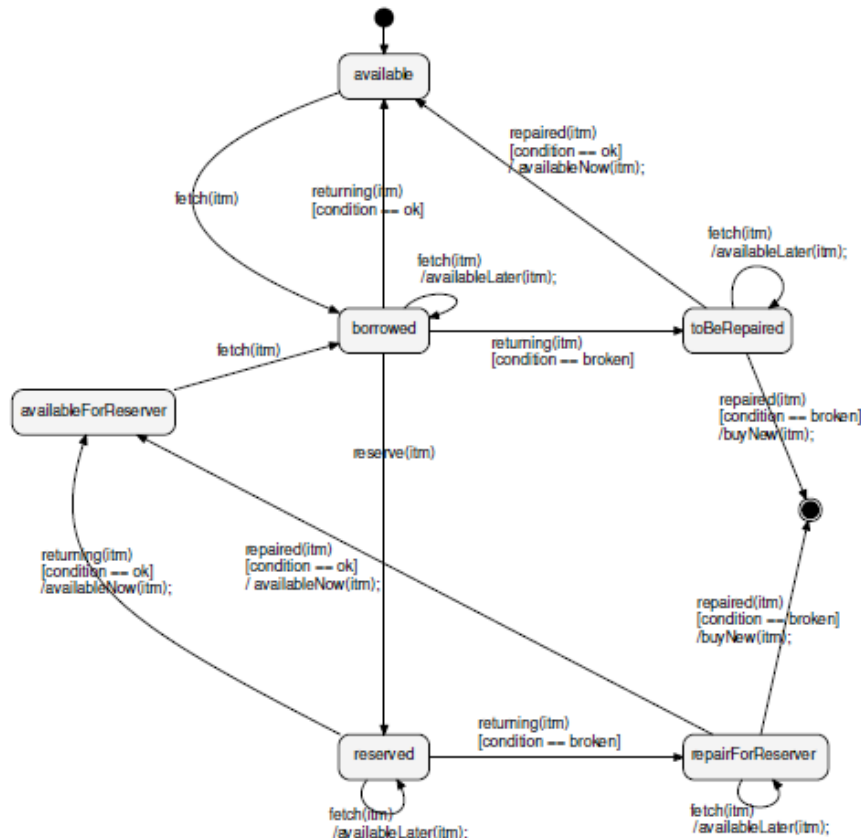 available
repaired(itm)
[condition == ok]
/ availableNow(itm);
fetch(itm)
returning(itm)
[condition == ok]
fetch(itm)
/availableLater(itm);
fetch(itm)
/availableLater(itm);
borrowed
toBeRepaired
returning(itm)
[condition == broken]
fetch(itm)
availableForReserver
repaired(itm)
[condition == broken]
/buyNew(itm);
reserve(itm)
returning(itm)
[condition == ok]
/availableNow(itm);
repaired(itm)
[condition == ok]
/ availableNow(itm);
repaired(itm)
[condition == broken]
/buyNew(itm);
returning(itm)
[condition == broken]
reserved
repairForReserver
fetch(itm)
/availableLater(itm);
fetch(itm)
/availableLater(itm);